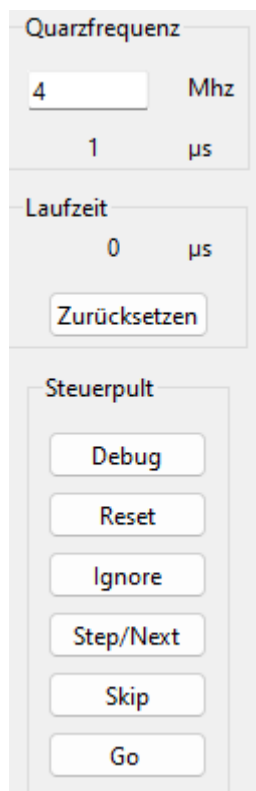 Quarzfrequenz
4 Mhz
1 µs
Laufzeit
0 µs
Zurücksetzen
Steuerpult
Debug
Reset
Ignore
Step/Next
Skip
Go